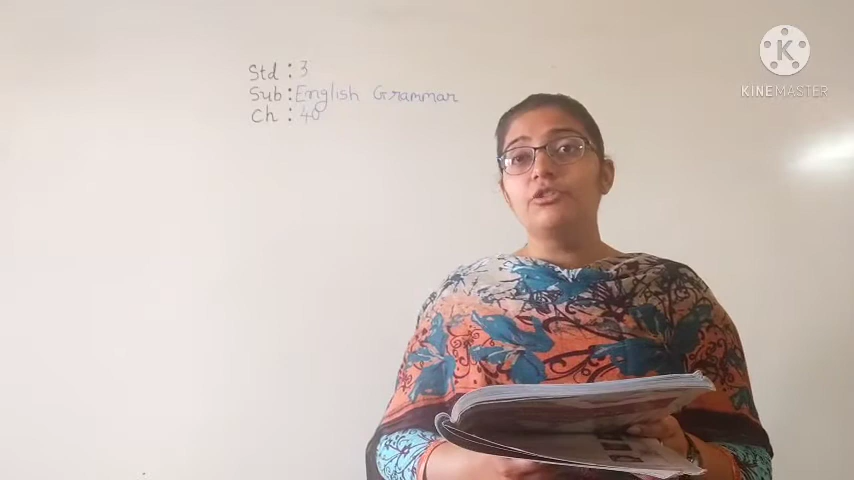 Std : 3
Sub : English Grammar
Ch : 40
K
KINEMASTER